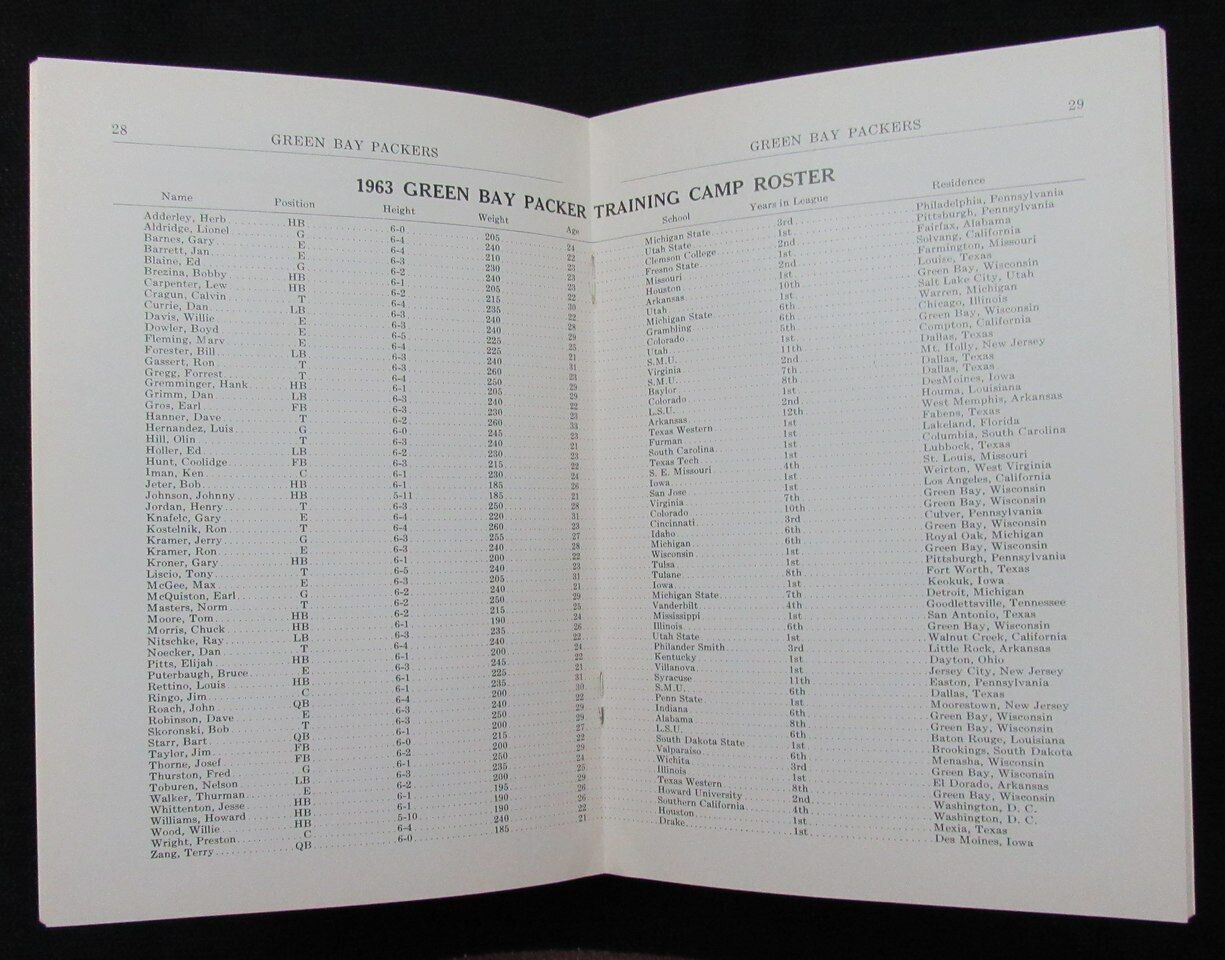 28
GREEN BAY PACKERS
GREEN BAY PACKERS
29
1963 GREEN BAY PACKER TRAINING CAMP ROSTER
Name Position Height Weight Age School Years in League Residence
Adderley, Herb HB 6-0 205 24 Michigan State 3rd Philadelphia, Pennsylvania
Aldridge, Lionel G 6-4 240 22 Utah State 1st Pittsburgh, Pennsylvania
Barnes, Gary E 6-4 210 23 Clemson College 2nd Fairfax, Alabama
Barrett, Jan E 6-3 230 23 Fresno State 1st Solvang, California
Blaine, Ed G 6-2 240 23 Missouri 2nd Farmington, Missouri
Brezina, Bobby HB 6-1 205 22 Houston 1st Louise, Texas
Carpenter, Lew HB 6-2 215 30 Arkansas 10th Green Bay, Wisconsin
Cragun, Calvin T 6-4 235 22 Utah 1st Salt Lake City, Utah
Currie, Dan LB 6-3 240 28 Michigan State 6th Warren, Michigan
Davis, Willie E 6-3 240 29 Grambling 6th Chicago, Illinois
Dowler, Boyd E 6-5 225 25 Colorado 5th Green Bay, Wisconsin
Fleming, Marv E 6-4 225 21 Utah 1st Compton, California
Forester, Bill LB 6-3 240 31 S.M.U. 11th Dallas, Texas
Gassert, Ron T 6-3 260 23 Virginia 2nd Mt. Holly, New Jersey
Gregg, Forrest T 6-4 250 29 S.M.U. 7th Dallas, Texas
Gremminger, Hank HB 6-1 205 29 Baylor 8th Dallas, Texas
Grimm, Dan LB 6-3 240 22 Colorado 1st DesMoines, Iowa
Gros, Earl FB 6-3 230 23 L.S.U. 2nd Houma, Louisiana
Hanner, Dave T 6-2 260 33 Arkansas 12th West Memphis, Arkansas
Hernandez, Luis G 6-0 245 23 Texas Western 1st Fabens, Texas
Hill, Olin T 6-3 240 21 Furman 1st Lakeland, Florida
Holler, Ed LB 6-2 230 23 South Carolina 1st Columbia, South Carolina
Hunt, Coolidge FB 6-3 215 22 Texas Tech 1st Lubbock, Texas
Iman, Ken C 6-1 230 24 S. E. Missouri 4th St. Louis, Missouri
Jeter, Bob HB 6-1 185 26 Iowa 1st Weirton, West Virginia
Johnson, Johnny HB 5-11 185 21 San Jose 1st Los Angeles, California
Jordan, Henry T 6-3 250 28 Virginia 7th Green Bay, Wisconsin
Knafelc, Gary E 6-4 220 31 Colorado 10th Green Bay, Wisconsin
Kostelnik, Ron T 6-4 260 23 Cincinnati 3rd Culver, Pennsylvania
Kramer, Jerry G 6-3 255 27 Idaho 6th Green Bay, Wisconsin
Kramer, Ron E 6-3 240 28 Michigan 6th Royal Oak, Michigan
Kroner, Gary HB 6-1 200 22 Wisconsin 1st Green Bay, Wisconsin
Liscio, Tony T 6-5 240 23 Tulsa 1st Pittsburgh, Pennsylvania
McGee, Max E 6-3 205 31 Tulane 8th Fort Worth, Texas
McQuiston, Earl G 6-2 240 21 Iowa 1st Keokuk, Iowa
Masters, Norm T 6-2 250 29 Michigan State 7th Detroit, Michigan
Moore, Tom HB 6-2 215 25 Vanderbilt 4th Goodlettsville, Tennessee
Morris, Chuck HB 6-1 190 24 Mississippi 1st San Antonio, Texas
Nitschke, Ray LB 6-3 235 26 Illinois 6th Green Bay, Wisconsin
Noecker, Dan T 6-4 240 22 Utah State 1st Walnut Creek, California
Pitts, Elijah HB 6-1 200 24 Philander Smith 3rd Little Rock, Arkansas
Puterbaugh, Bruce E 6-3 245 22 Kentucky 1st Dayton, Ohio
Rettino, Louis HB 6-1 225 21 Villanova 1st Jersey City, New Jersey
Ringo, Jim C 6-1 235 31 Syracuse 11th Easton, Pennsylvania
Roach, John QB 6-4 200 30 S.M.U. 6th Dallas, Texas
Robinson, Dave E 6-3 240 22 Penn State 1st Moorestown, New Jersey
Skoronski, Bob T 6-3 250 29 Indiana 6th Green Bay, Wisconsin
Starr, Bart QB 6-1 200 29 Alabama 8th Green Bay, Wisconsin
Taylor, Jim FB 6-0 215 27 L.S.U. 6th Baton Rouge, Louisiana
Thorne, Josef FB 6-2 200 22 South Dakota State 1st Brookings, South Dakota
Thurston, Fred G 6-1 250 29 Valparaiso 6th Menasha, Wisconsin
Toburen, Nelson LB 6-3 235 24 Wichita 3rd Green Bay, Wisconsin
Walker, Thurman E 6-2 200 25 Illinois 1st El Dorado, Arkansas
Whittenton, Jesse HB 6-1 195 29 Texas Western 8th Green Bay, Wisconsin
Williams, Howard HB 6-1 190 26 Howard University 2nd Washington, D. C.
Wood, Willie HB 5-10 190 26 Southern California 4th Washington, D. C.
Wright, Preston C 6-4 240 22 Houston 1st Mexia, Texas
Zang, Terry QB 6-0 185 21 Drake 1st Des Moines, Iowa